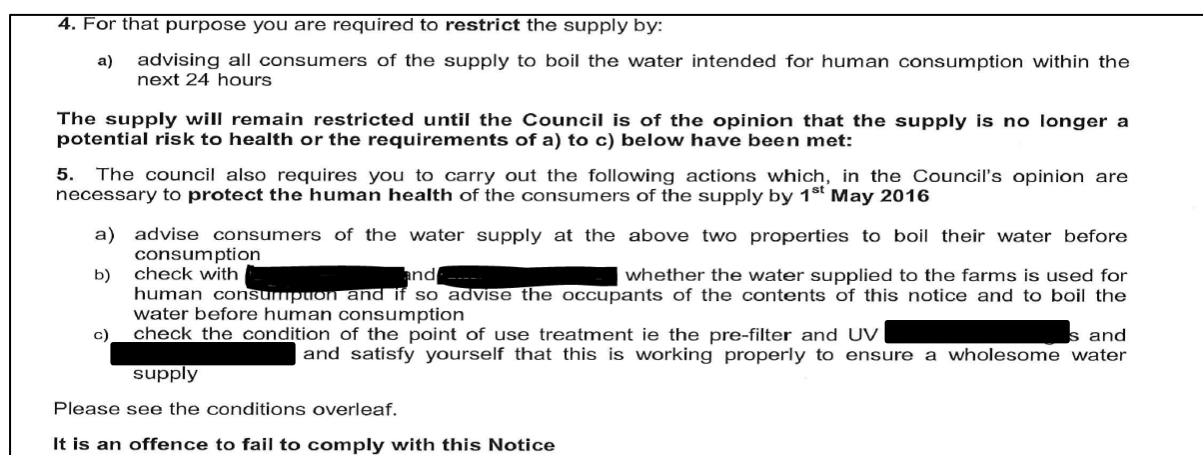 4. For that purpose you are required to restrict the supply by:
a) advising all consumers of the supply to boil the water intended for human consumption within the
next 24 hours
The supply will remain restricted until the Council is of the opinion that the supply is no longer a
potential risk to health or the requirements of a) to c) below have been met:
5. The council also requires you to carry out the following actions which, in the Council's opinion are
necessary to protect the human health of the consumers of the supply by 1st May 2016
a) advise consumers of the water supply at the above two properties to boil their water before
consumption
b) check with and whether the water supplied to the farms is used for
human consumption and if so advise the occupants of the contents of this notice and to boil the
water before human consumption
c) check the condition of the point of use treatment ie the pre-filter and UV s and
and satisfy yourself that this is working properly to ensure a wholesome water
supply
Please see the conditions overleaf.
It is an offence to fail to comply with this Notice